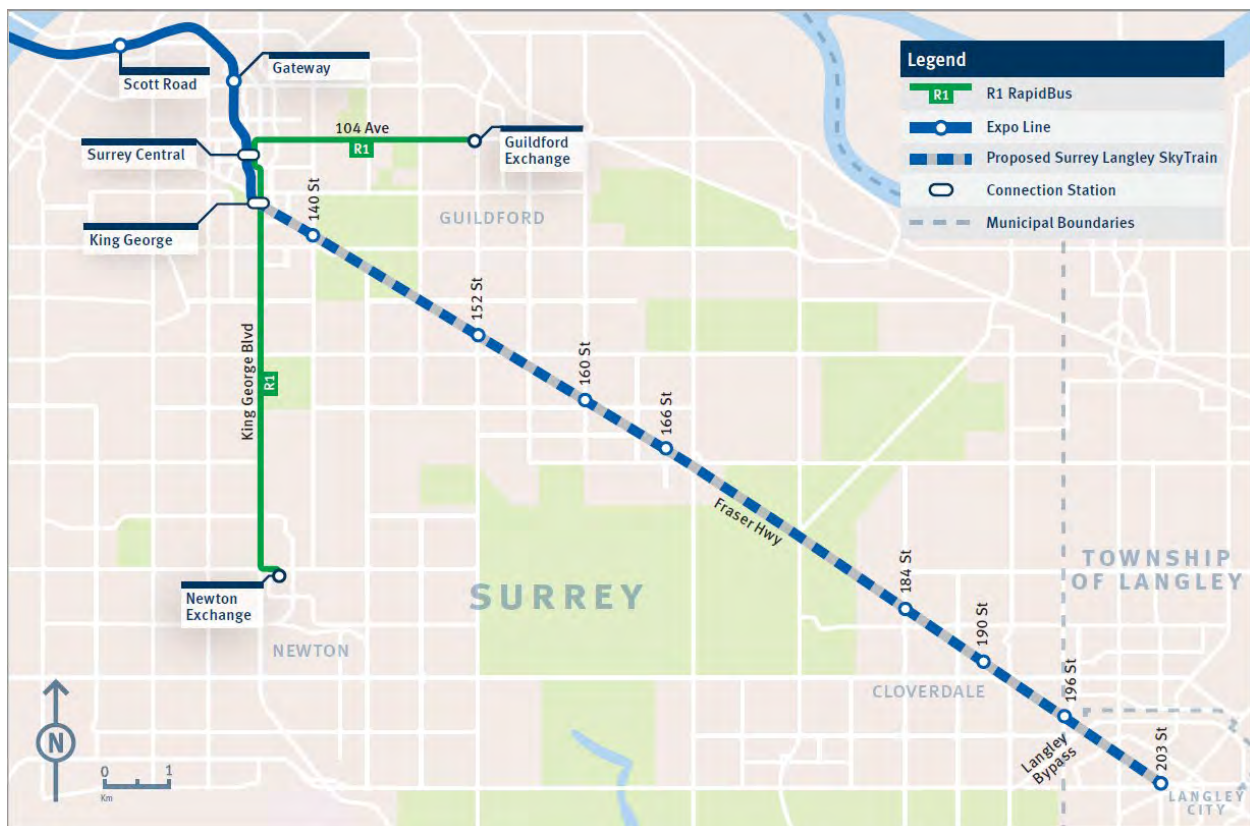 Scott Road
Gateway
Surrey Central
King George
104 Ave
R1
Guildford
Exchange
140 St
GUILDFORD
152 St
160 St
166 St
King George Blvd
R1
Fraser Hwy
Newton
Exchange
NEWTON
SURREY
184 St
190 St
CLOVERDALE
196 St
Langley
Bypass
203 St
TOWNSHIP
OF LANGLEY
LANGLEY
CITY
Legend
R1 R1 RapidBus
Expo Line
Proposed Surrey Langley SkyTrain
Connection Station
Municipal Boundaries
N
0 1
Km